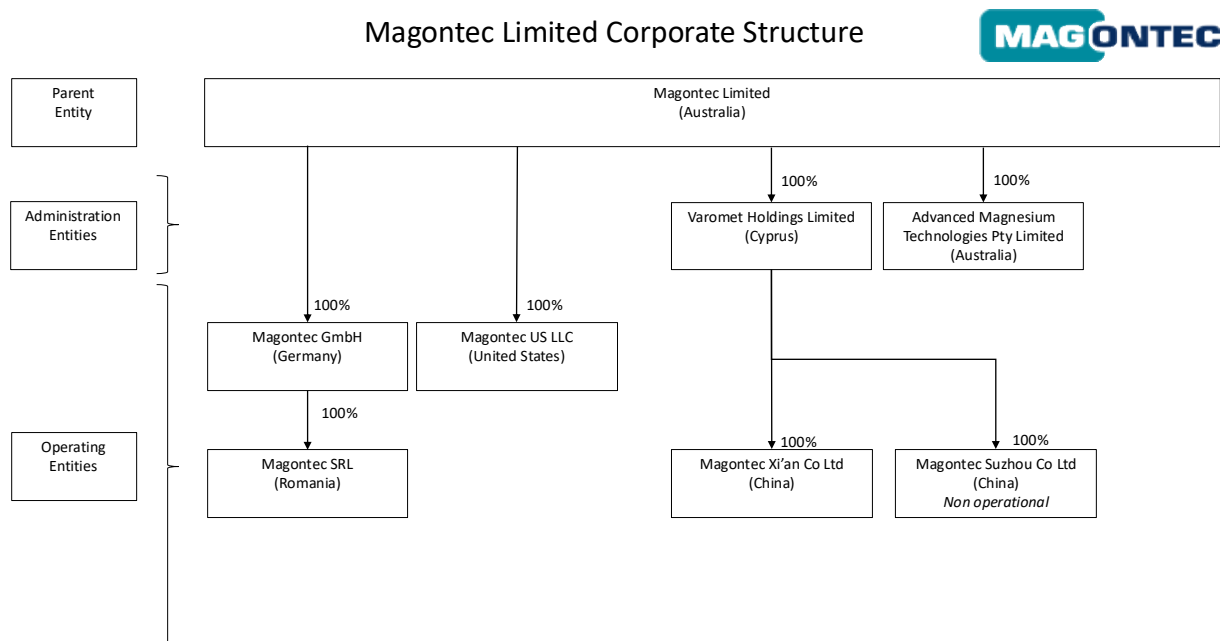 Magontec Limited Corporate Structure
MAGONTEC
Parent
Entity
Magontec Limited
(Australia)
100%
100%
Administration
Entities
Varomet Holdings Limited
(Cyprus)
Advanced Magnesium
Technologies Pty Limited
(Australia)
100%
100%
Magontec GmbH
(Germany)
Magontec US LLC
(United States)
100%
100%
100%
Operating
Entities
Magontec SRL
(Romania)
Magontec Xi’an Co Ltd
(China)
Magontec Suzhou Co Ltd
(China)
Non operational